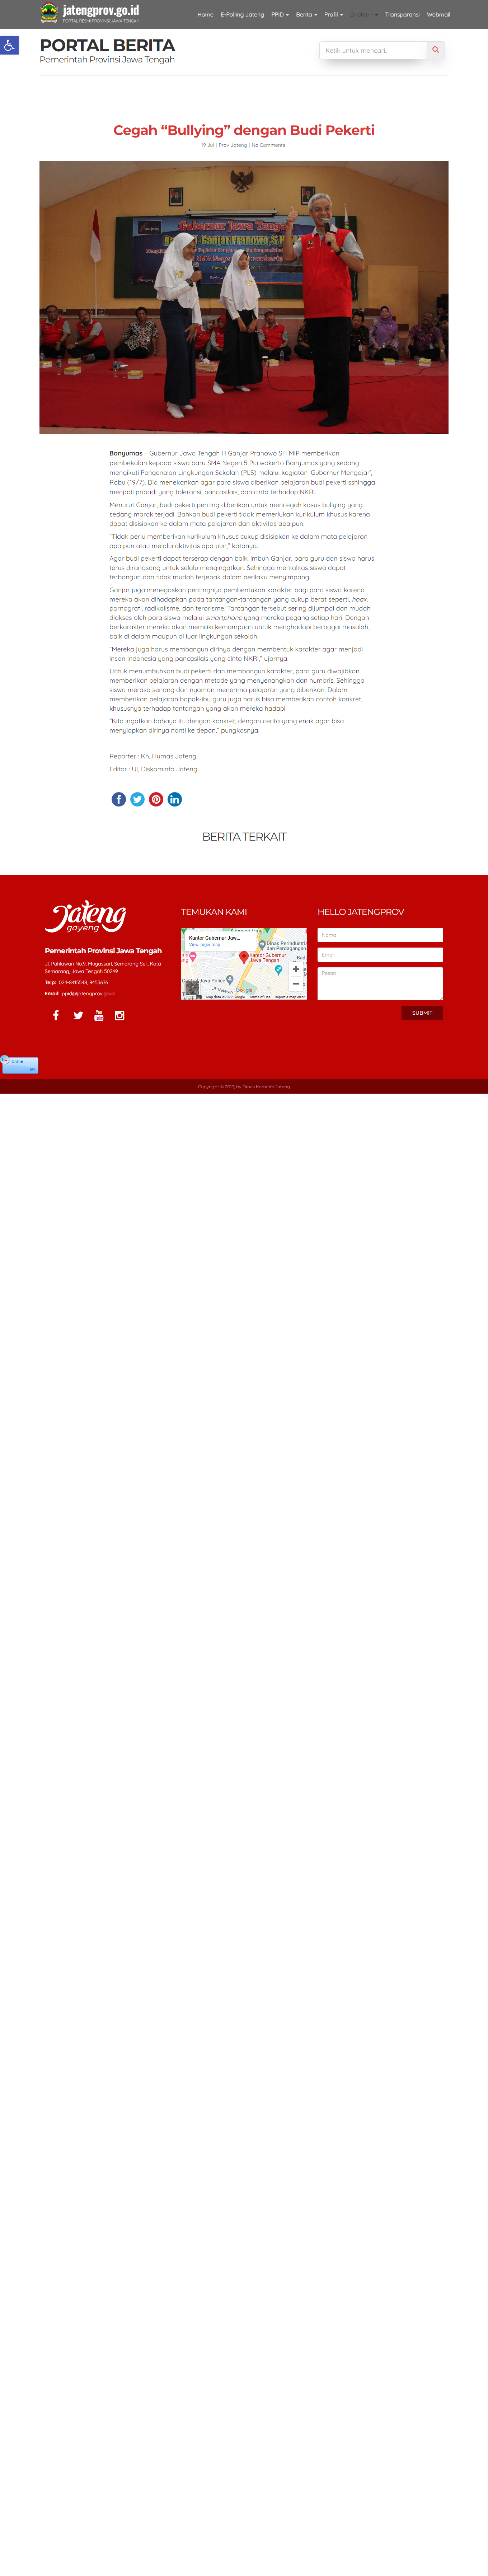 jatengprov.go.id
PORTAL RESMI PROVINSI JAWA TENGAH
Home E-Polling Jateng PPID Berita Profil Direktori Transparansi Webmail
PORTAL BERITA
Pemerintah Provinsi Jawa Tengah
Ketik untuk mencari..
Cegah “Bullying” dengan Budi Pekerti
19 Jul | Prov Jateng | No Comments
Gubernur Jawa Tengah
Banyumas – Gubernur Jawa Tengah H Ganjar Pranowo SH MIP memberikan
pembekalan kepada siswa baru SMA Negeri 5 Purwokerto Banyumas yang sedang
mengikuti Pengenalan Lingkungan Sekolah (PLS) melalui kegiatan ‘Gubernur Mengajar’,
Rabu (19/7). Dia menekankan agar para siswa diberikan pelajaran budi pekerti sshingga
menjadi pribadi yang toleransi, pancasilais, dan cinta terhadap NKRI.
Menurut Ganjar, budi pekerti penting diberikan untuk mencegah kasus bullying yang
sedang marak terjadi. Bahkan budi pekerti tidak memerlukan kurikulum khusus karena
dapat disisipkan ke dalam mata pelajaran dan aktivitas apa pun.
“Tidak perlu memberikan kurikulum khusus cukup disisipkan ke dalam mata pelajaran
apa pun atau melalui aktivitas apa pun,” katanya.
Agar budi pekerti dapat terserap dengan baik, imbuh Ganjar, para guru dan siswa harus
terus dirangsang untuk selalu mengingatkan. Sehingga mentalitas siswa dapat
terbangun dan tidak mudah terjebak dalam perilaku menyimpang.
Ganjar juga menegaskan pentingnya pembentukan karakter bagi para siswa karena
mereka akan dihadapkan pada tantangan-tantangan yang cukup berat seperti, hoax,
pornografi, radikalisme, dan terorisme. Tantangan tersebut sering dijumpai dan mudah
diakses oleh para siswa melalui smartphone yang mereka pegang setiap hari. Dengan
berkarakter mereka akan memiliki kemampuan untuk menghadapi berbagai masalah,
baik di dalam maupun di luar lingkungan sekolah.
“Mereka juga harus membangun dirinya dengan membentuk karakter agar menjadi
insan Indonesia yang pancasilais yang cinta NKRI,” ujarnya.
Untuk menumbuhkan budi pekerti dan membangun karakter, para guru diwajibkan
memberikan pelajaran dengan metode yang menyenangkan dan humoris. Sehingga
siswa merasa senang dan nyaman menerima pelajaran yang diberikan. Dalam
memberikan pelajaran bapak-ibu guru juga harus bisa memberikan contoh konkret,
khususnya terhadap tantangan yang akan mereka hadapi
“Kita ingatkan bahaya itu dengan konkret, dengan cerita yang enak agar bisa
menyiapkan dirinya nanti ke depan,” pungkasnya.
Reporter : Kh, Humas Jateng
Editor : Ul, Diskominfo Jateng
BERITA TERKAIT
jateng
gayeng
Pemerintah Provinsi Jawa Tengah
Jl. Pahlawan No.9, Mugassari, Semarang Sel., Kota
Semarang, Jawa Tengah 50249
Telp: 024-8415548, 8453676
Email: ppid@jatengprov.go.id
TEMUKAN KAMI
Kantor Gubernur Jaw...
View larger map
Dinas Perindustria
dan Perdagangan
Kantor Gubernur
Jawa Tengah
Polda Jawa
Jl. Veteran
Google
Map data ©2022 Google Terms of Use Report a map error
HELLO JATENGPROV
Nama
Email
Pesan
SUBMIT
Online
Copyright © 2017, by Dinas Kominfo Jateng